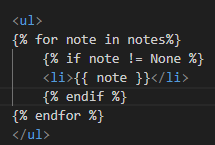 <ul>
{% for note in notes%}
{% if note != None %}
<li>{{ note }}</li>
{% endif %}
{% endfor %}
</ul>